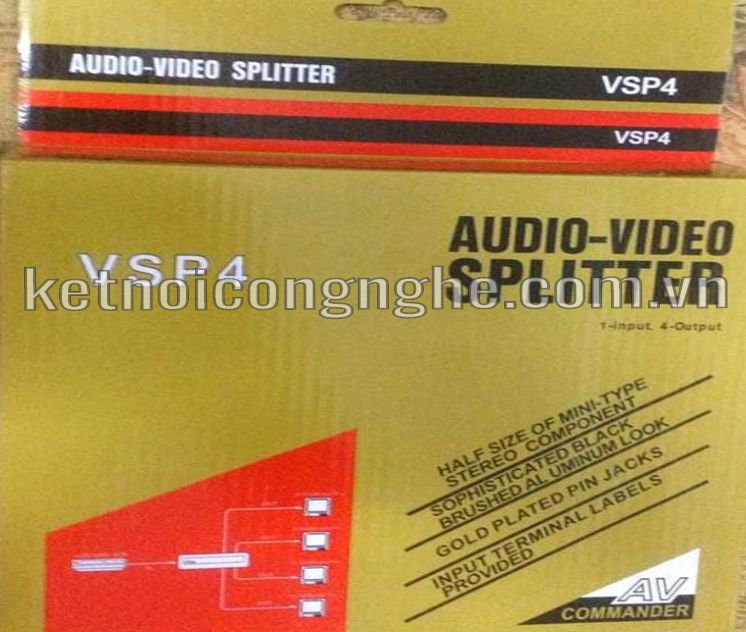 AUDIO-VIDEO SPLITTER VSP4
VSP4
AUDIO-VIDEO
VSP4
SPLITTER
ketnoicongnghe.com.vn
1-input, 4-Output
HALF SIZE OF MINI-TYPE
STEREO COMPONENT
SOPHISTICATED BLACK
BRUSHED ALUMINUM LOOK
GOLD PLATED PIN JACKS
INPUT TERMINAL LABELS
PROVIDED
AV
COMMANDER